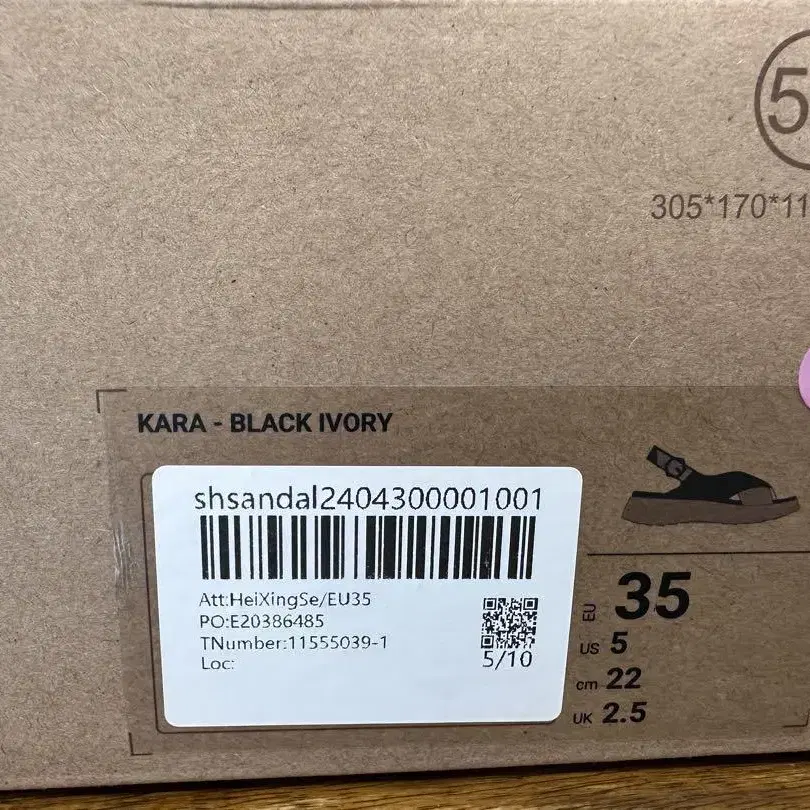 5
305*170*11
KARA - BLACK IVORY
shsandal2404300001001
Att:HeiXingSe/EU35
PO:E20386485
TNumber:11555039-1
Loc:
5/10
EU 35
US 5
cm 22
UK 2.5